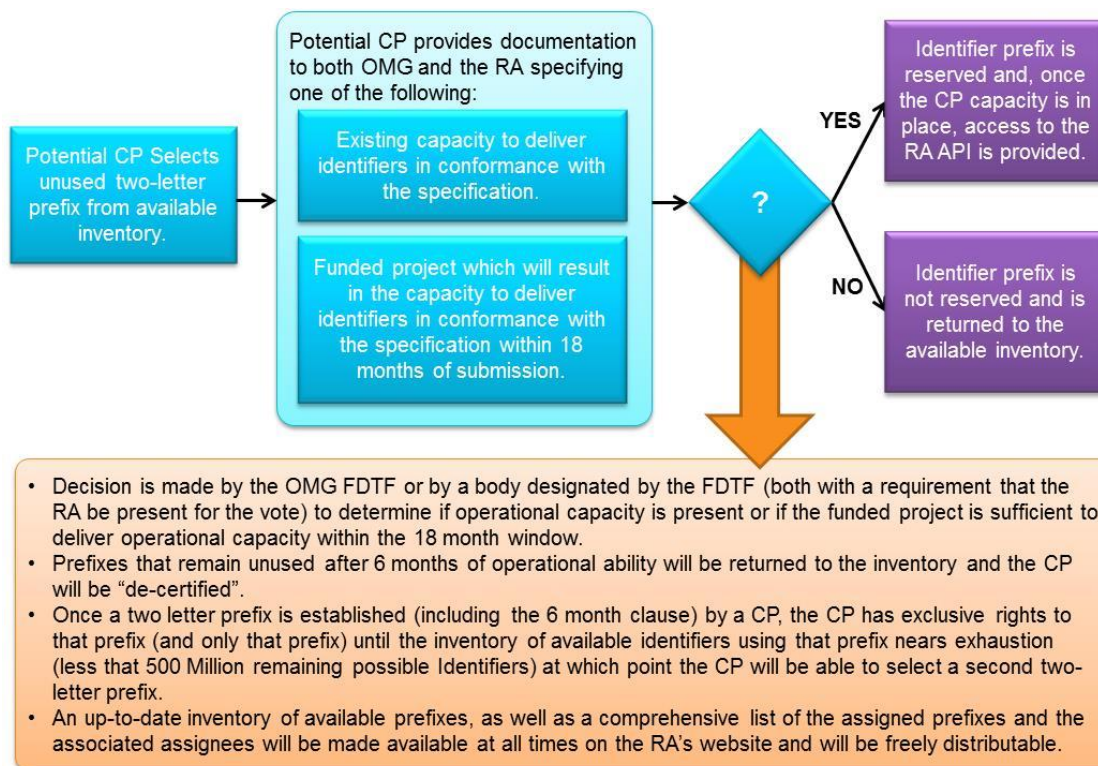 Potential CP Selects
unused two-letter
prefix from available
inventory.
Potential CP provides documentation
to both OMG and the RA specifying
one of the following:
Existing capacity to deliver
identifiers in conformance with
the specification.
Funded project which will result
in the capacity to deliver
identifiers in conformance with
the specification within 18
months of submission.
?
YES
Identifier prefix is
reserved and, once
the CP capacity is in
place, access to the
RA API is provided.
NO
Identifier prefix is
not reserved and is
returned to the
available inventory.
• Decision is made by the OMG FDTF or by a body designated by the FDTF (both with a requirement that the
RA be present for the vote) to determine if operational capacity is present or if the funded project is sufficient to
deliver operational capacity within the 18 month window.
• Prefixes that remain unused after 6 months of operational ability will be returned to the inventory and the CP
will be “de-certified”.
• Once a two letter prefix is established (including the 6 month clause) by a CP, the CP has exclusive rights to
that prefix (and only that prefix) until the inventory of available identifiers using that prefix nears exhaustion
(less that 500 Million remaining possible Identifiers) at which point the CP will be able to select a second two-
letter prefix.
• An up-to-date inventory of available prefixes, as well as a comprehensive list of the assigned prefixes and the
associated assignees will be made available at all times on the RA’s website and will be freely distributable.